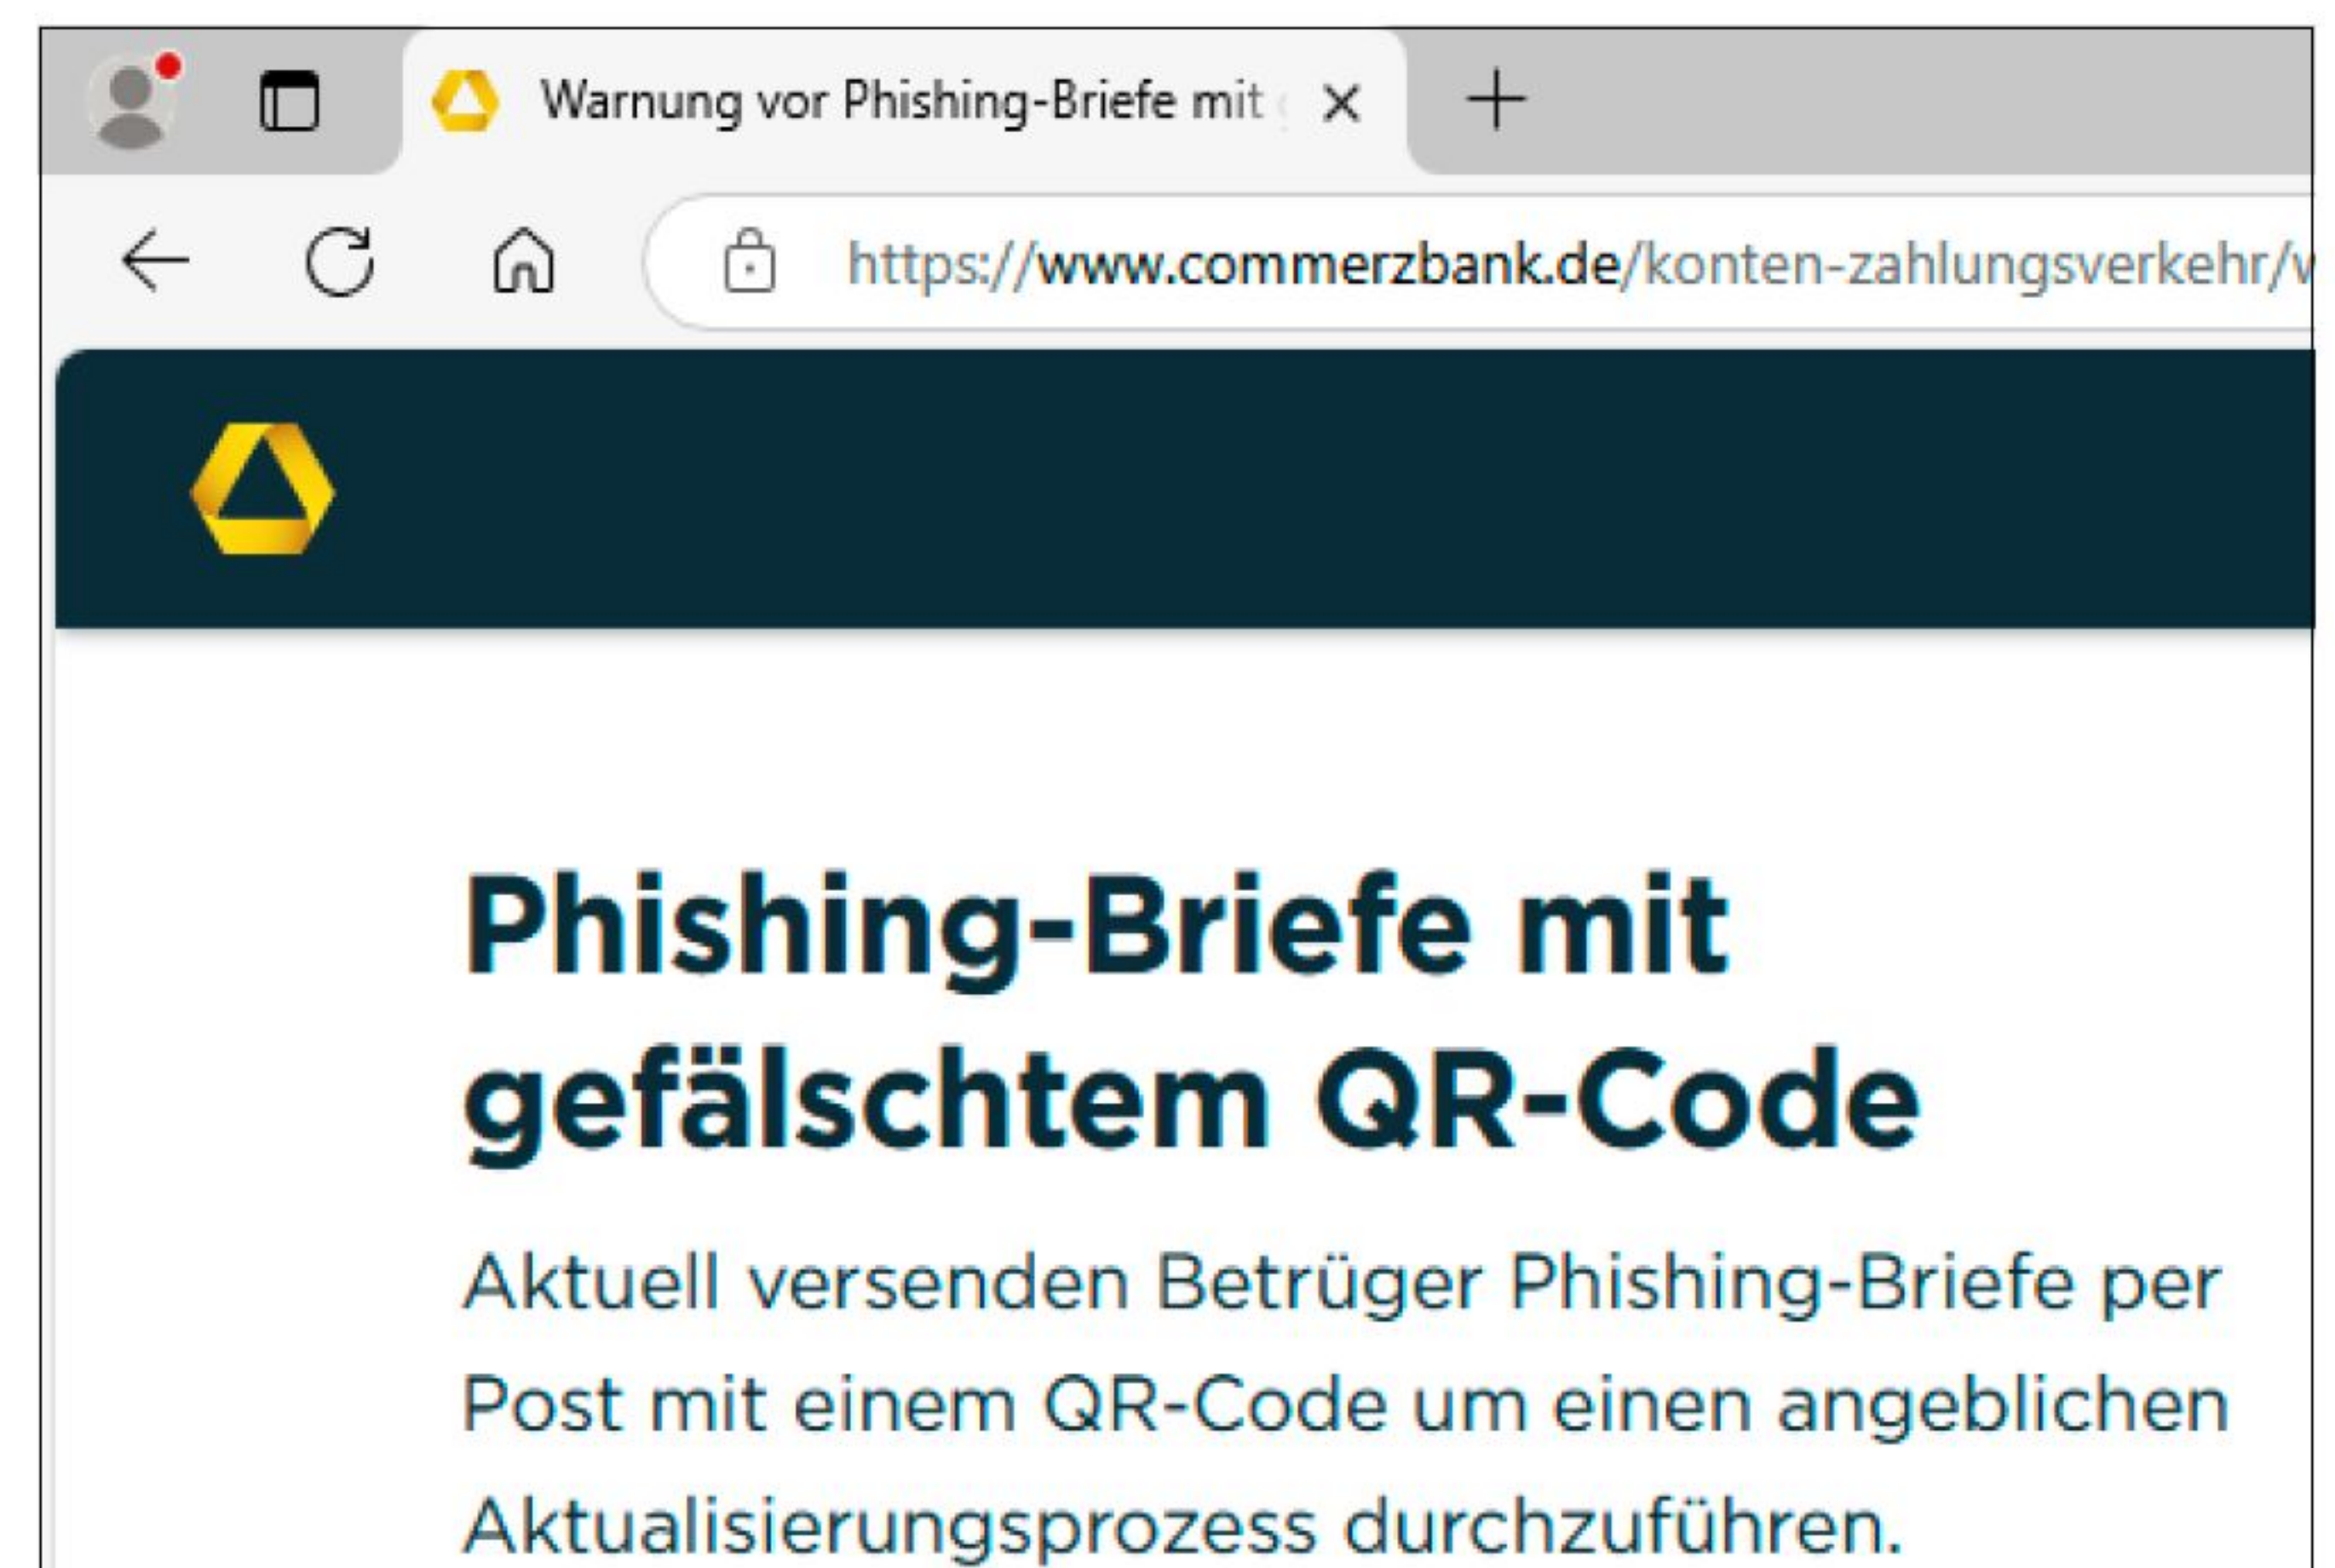 Warnung vor Phishing-Briefe mit
https://www.commerzbank.de/konten-zahlungsverkehr/
Phishing-Briefe mit
gefälschtem QR-Code
Aktuell versenden Betrüger Phishing-Briefe per
Post mit einem QR-Code um einen angeblichen
Aktualisierungsprozess durchzuführen.